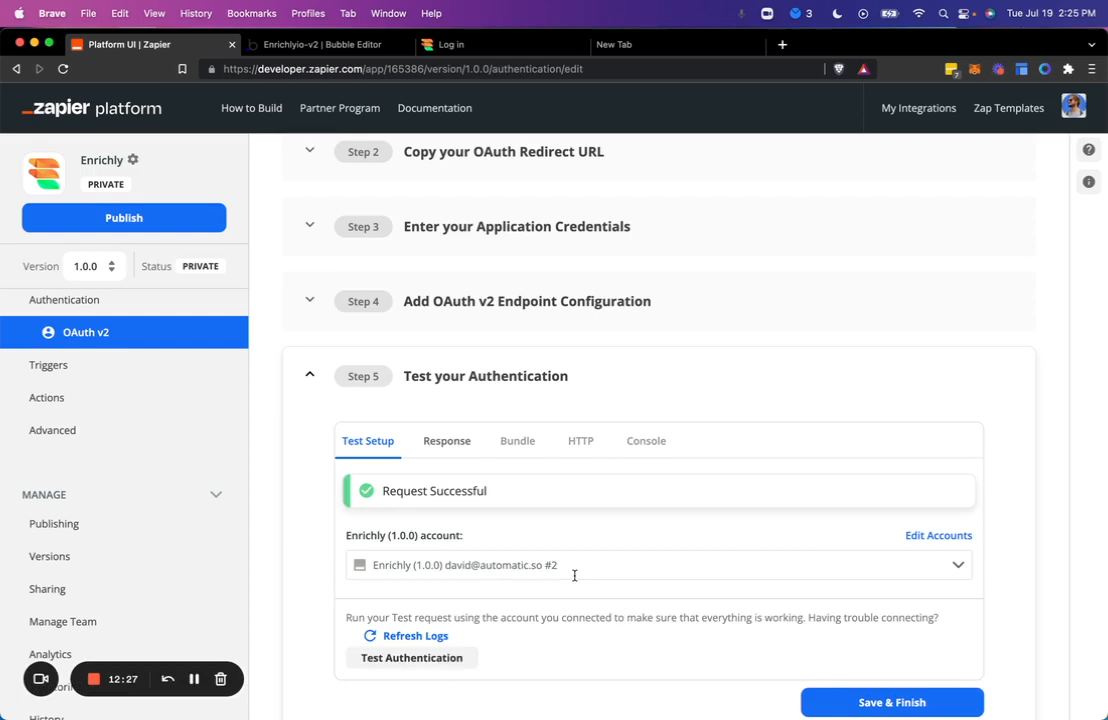 Brave File Edit View History Bookmarks Profiles Tab Window Help 3 Tue Jul 19 2:25 PM
Platform UI | Zapier Enrichlyio-v2 | Bubble Editor Log in New Tab
https://developer.zapier.com/app/165386/version/1.0.0/authentication/edit 7
zapier platform How to Build Partner Program Documentation My Integrations Zap Templates
Enrichly
PRIVATE
Publish
Version 1.0.0 Status PRIVATE
Authentication
OAuth v2
Triggers
Actions
Advanced
MANAGE
Publishing
Versions
Sharing
Manage Team
Analytics
12:27
History
Step 2 Copy your OAuth Redirect URL
Step 3 Enter your Application Credentials
Step 4 Add OAuth v2 Endpoint Configuration
Step 5 Test your Authentication
Test Setup Response Bundle HTTP Console
Request Successful
Enrichly (1.0.0) account: Edit Accounts
Enrichly (1.0.0) david@automatic.so #2
Run your Test request using the account you connected to make sure that everything is working. Having trouble connecting?
Refresh Logs
Test Authentication
Save & Finish